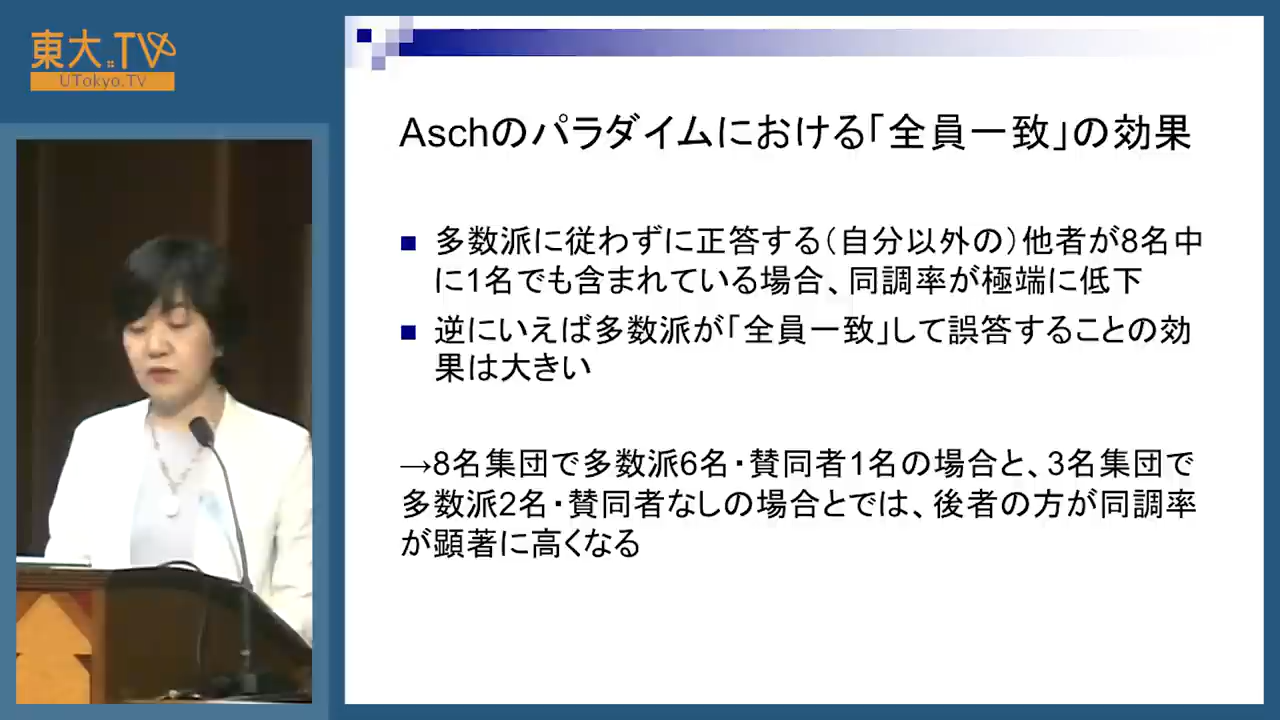 東大.TV
UTokyo.TV
Aschのパラダイムにおける｢全員一致｣の効果
■ 多数派に従わずに正答する（自分以外の）他者が8名中
に1名でも含まれている場合、同調率が極端に低下
■ 逆にいえば多数派が｢全員一致｣して誤答することの効
果は大きい
→8名集団で多数派6名・賛同者1名の場合と、3名集団で
多数派2名・賛同者なしの場合とでは、後者の方が同調率
が顕著に高くなる